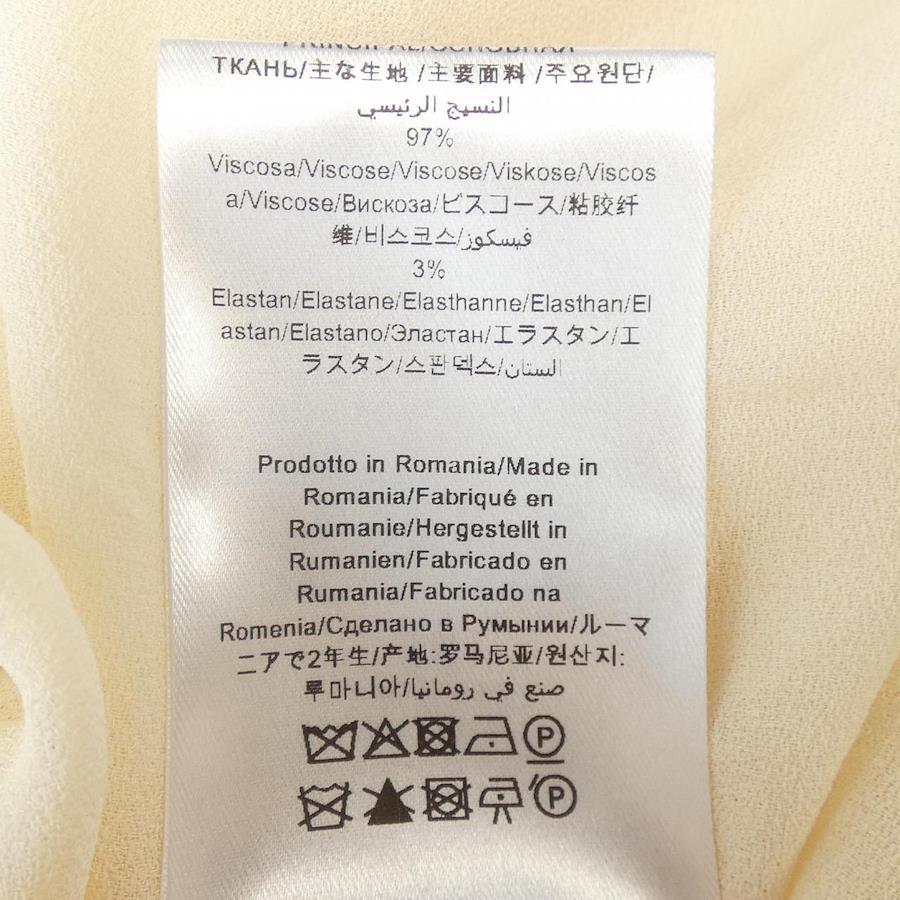 PRINCIPAL/ОСНОВНАЯ
ТКАНЬ/主な生地 /主要面料 /주요원단/
النسيج الرئيسي
97%
Viscosa/Viscose/Viscose/Viskose/Viscos
a/Viscose/Вискоза/ビスコース/粘胶纤
维/비스코스/فيسكوز
3%
Elastan/Elastane/Elasthanne/Elasthan/El
astan/Elastano/Эластан/エラスタン/エ
ラスタン/스판덱스/الستان
Prodotto in Romania/Made in
Romania/Fabriqué en
Roumanie/Hergestellt in
Rumanien/Fabricado en
Rumania/Fabricado na
Romenia/Сделано в Румынии/ルーマ
ニアで2年生/产地:罗马尼亚/원산지:
루마니아/صنع في رومانيا
P
P